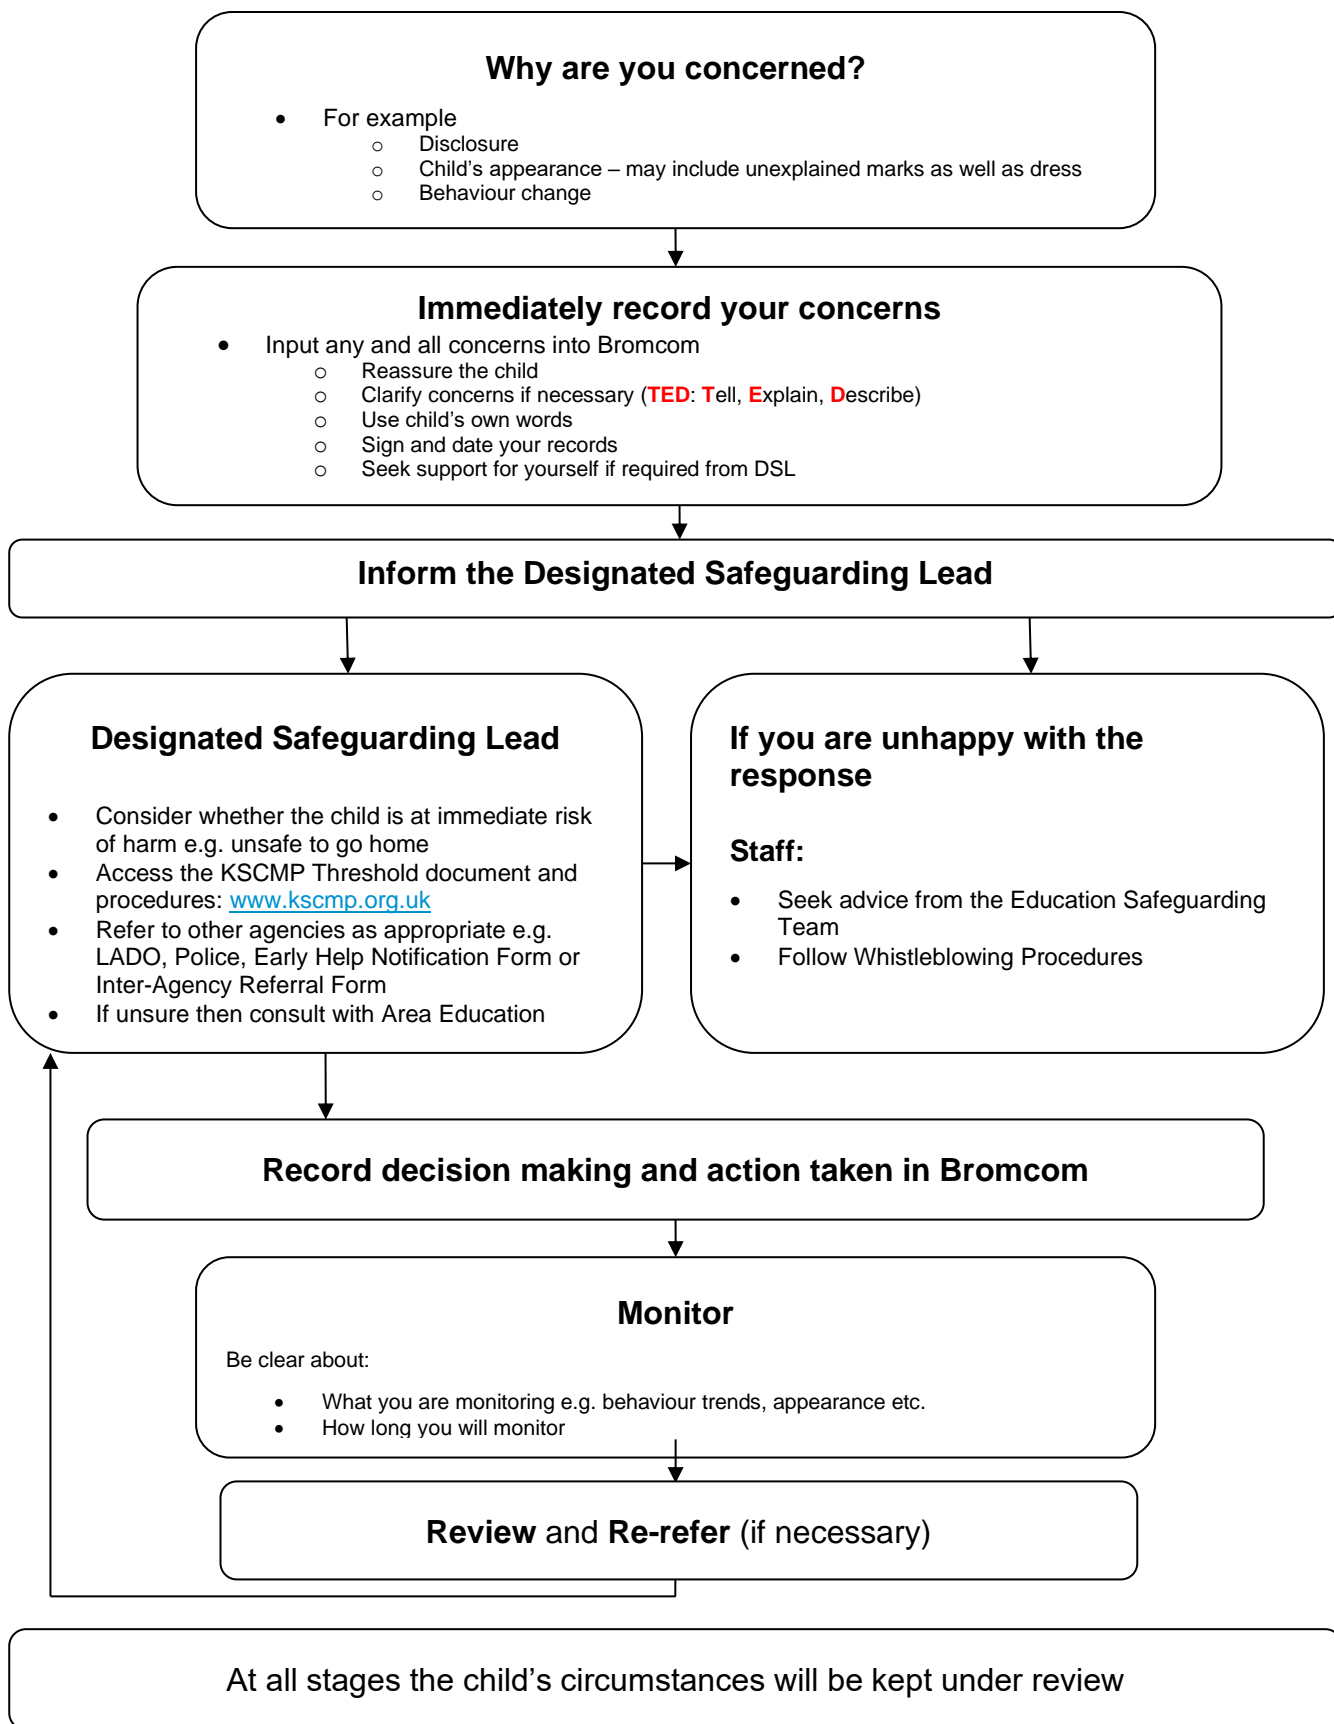 Why are you concerned?
• For example
o Disclosure
o Child's appearance – may include unexplained marks as well as dress
o Behaviour change
Immediately record your concerns
• Input any and all concerns into Bromcom
o Reassure the child
o Clarify concerns if necessary (TED: Tell, Explain, Describe)
o Use child's own words
o Sign and date your records
o Seek support for yourself if required from DSL
Inform the Designated Safeguarding Lead
Designated Safeguarding Lead
• Consider whether the child is at immediate risk
of harm e.g. unsafe to go home
• Access the KSCMP Threshold document and
procedures: www.kscmp.org.uk
• Refer to other agencies as appropriate e.g.
LADO, Police, Early Help Notification Form or
Inter-Agency Referral Form
• If unsure then consult with Area Education
If you are unhappy with the
response
Staff:
• Seek advice from the Education Safeguarding
Team
• Follow Whistleblowing Procedures
Record decision making and action taken in Bromcom
Monitor
Be clear about:
• What you are monitoring e.g. behaviour trends, appearance etc.
• How long you will monitor
Review and Re-refer (if necessary)
At all stages the child's circumstances will be kept under review